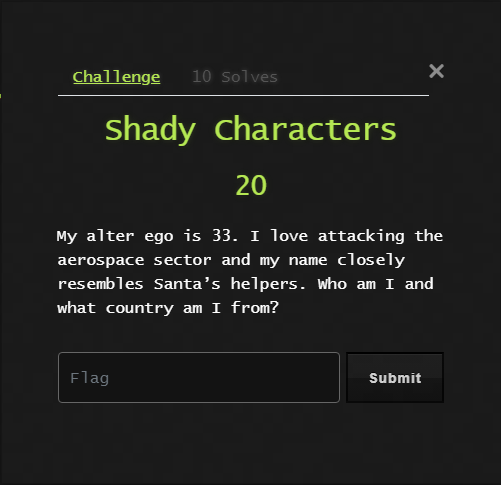 Challenge 10 Solves ×
Shady Characters
20
My alter ego is 33. I love attacking the
aerospace sector and my name closely
resembles Santa’s helpers. Who am I and
what country am I from?
Flag Submit